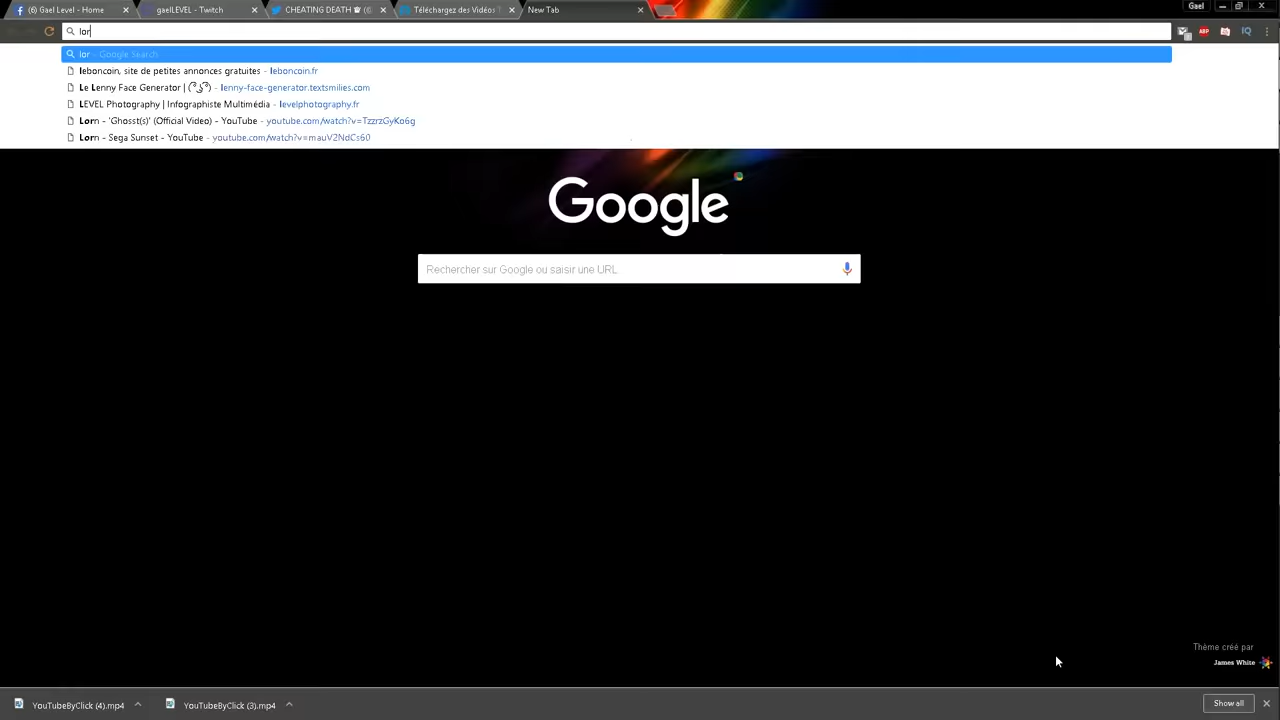 (6) Gael Level - Home
gaelLEVEL - Twitch
CHEATING DEATH ♛ (6
Téléchargez des Vidéos
New Tab
Gael
lor
ABP
IQ
lor - Google Search
leboncoin, site de petites annonces gratuites - leboncoin.fr
Le Lenny Face Generator | ( ͡° ͜ʖ ͡°) - lenny-face-generator.textsmilies.com
LEVEL Photography | Infographiste Multimédia - levelphotography.fr
Lorn - 'Ghosst(s)' (Official Video) - YouTube - youtube.com/watch?v=TzzrzGyKo6g
Lorn - Sega Sunset - YouTube - youtube.com/watch?v=mauV2NdCs60
Google
Rechercher sur Google ou saisir une URL
Thème créé par
James White
YouTubeByClick (4).mp4
YouTubeByClick (3).mp4
Show all